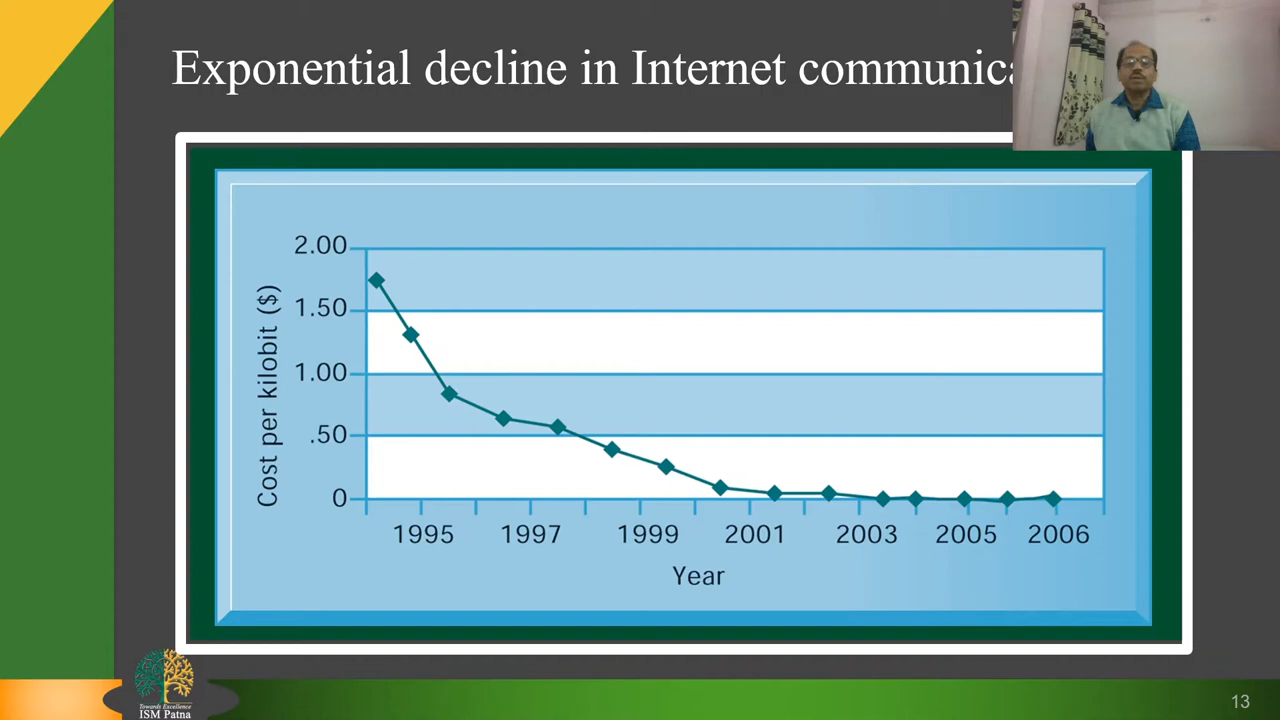 Exponential decline in Internet
2.00
1.50
1.00
.50
0
Cost per kilobit ($)
1995 1997 1999 2001 2003 2005 2006
Year
Towards Excellence
ISM Patna
13